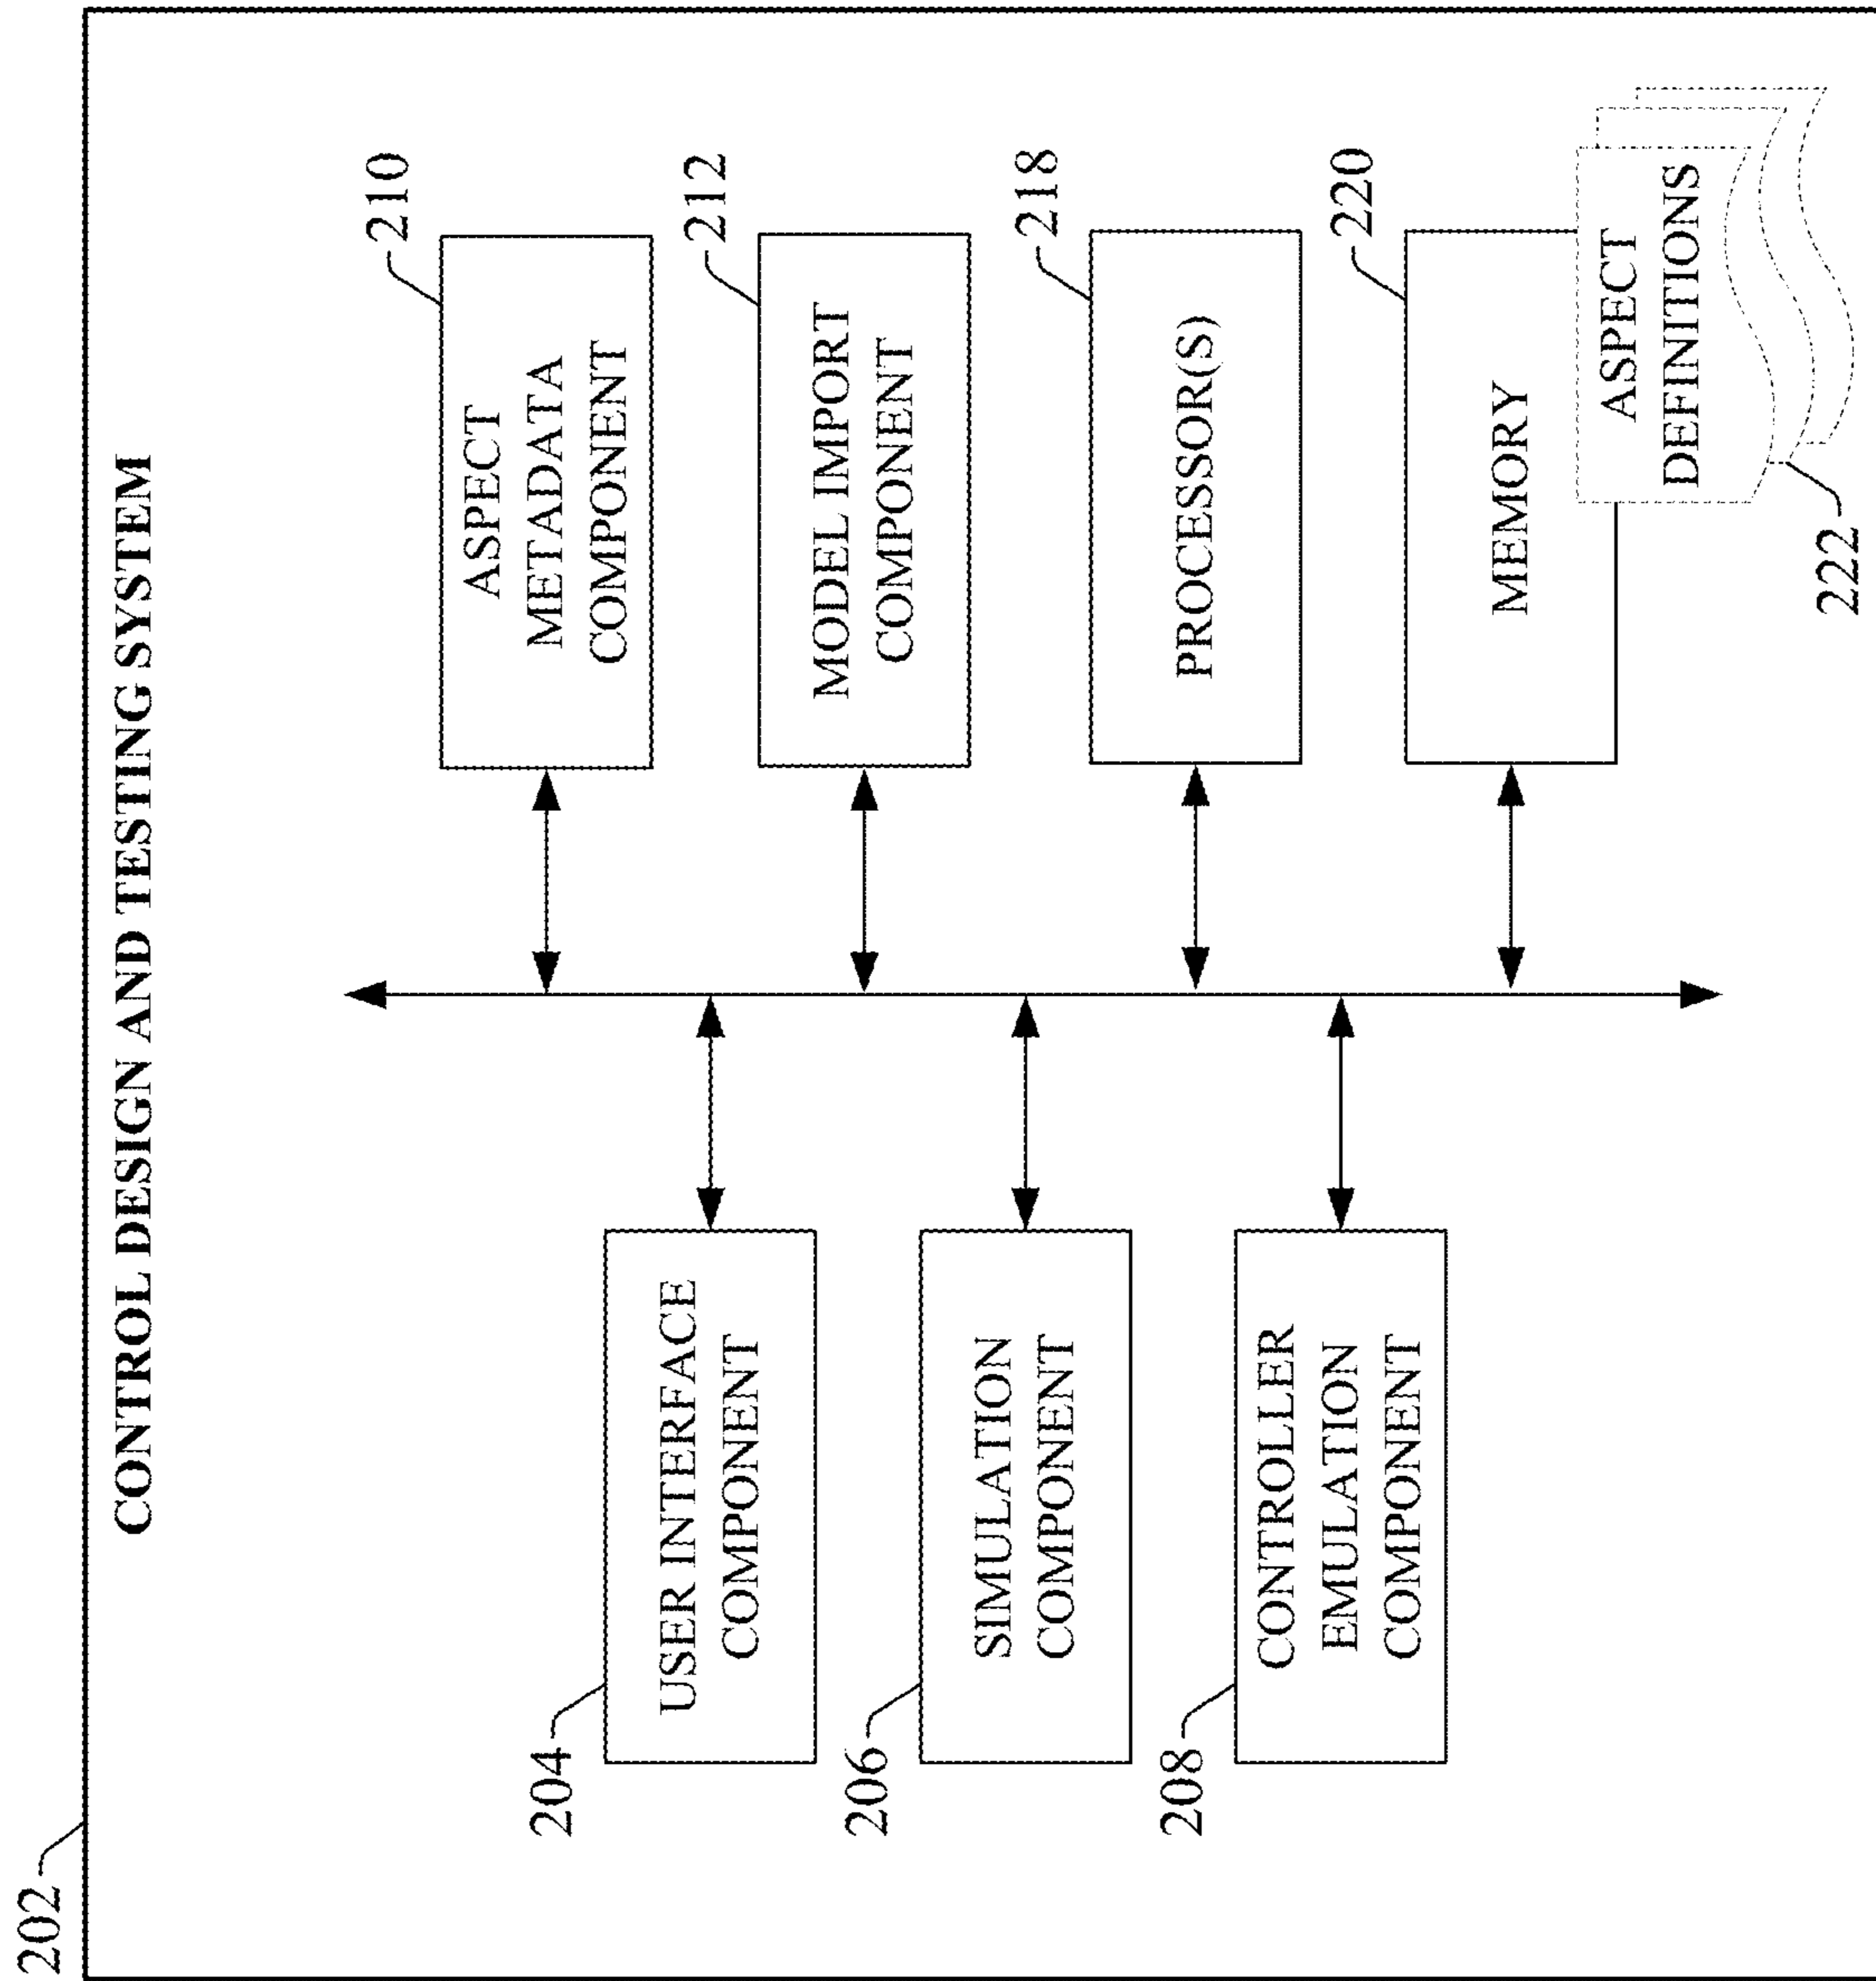 202
CONTROL DESIGN AND TESTING SYSTEM
204
USER INTERFACE
COMPONENT
206
SIMULATION
COMPONENT
208
CONTROLLER
EMULATION
COMPONENT
210
ASPECT
METADATA
COMPONENT
212
MODEL IMPORT
COMPONENT
218
PROCESSOR(S)
220
MEMORY
ASPECT
DEFINITIONS
222